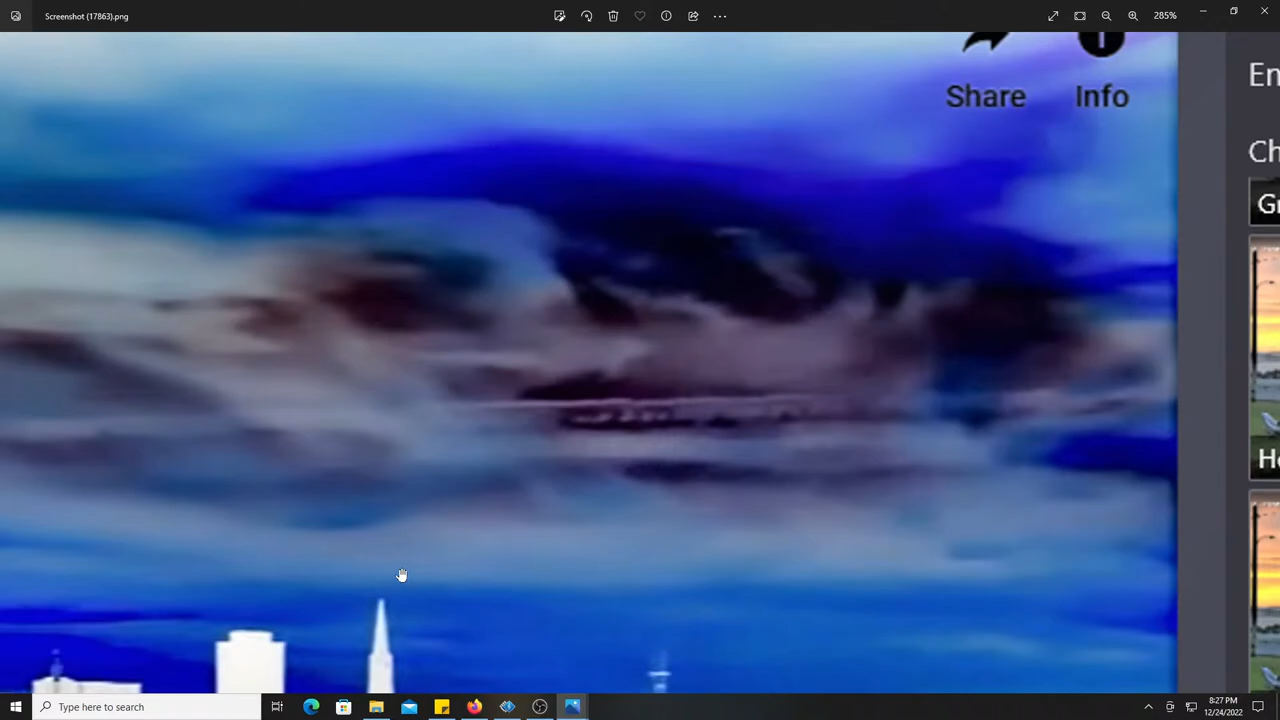 Screenshot (17863).png
285%
Share
Info
En
Ch
Gr
He
Type here to search
8:27 PM
12/24/2022